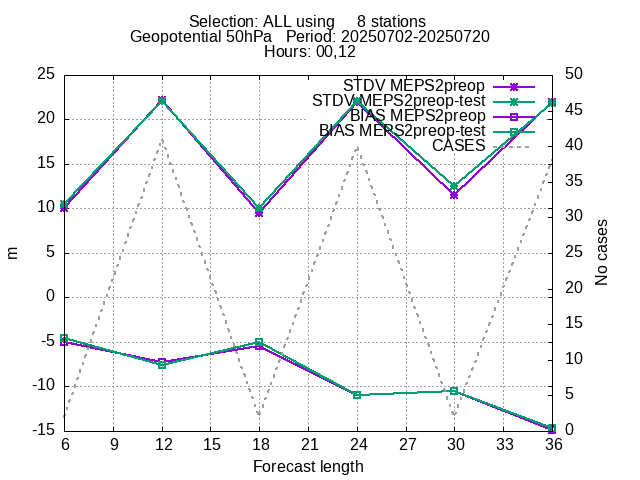 Selection: ALL using     8 stations
Geopotential 50hPa   Period: 20250702-20250720
Hours: 00,12
STDV MEPS2preop
STDV MEPS2preop-test
BIAS MEPS2preop
BIAS MEPS2preop-test
CASES
25
20
15
10
5
0
-5
-10
-15
m
50
45
40
35
30
25
20
15
10
5
0
No cases
6 9 12 15 18 21 24 27 30 33 36
Forecast length